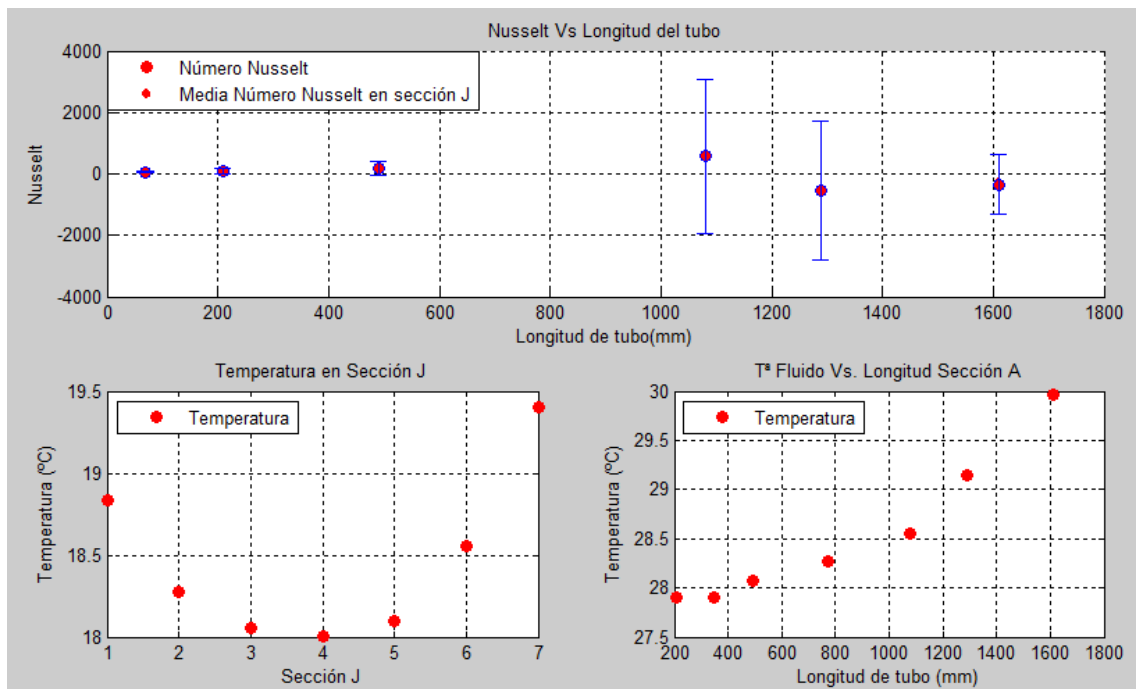 Nusselt Vs Longitud del tubo
Nusselt
4000
2000
0
-2000
-4000
Número Nusselt
Media Número Nusselt en sección J
0 200 400 600 800 1000 1200 1400 1600 1800
Longitud de tubo(mm)
Temperatura en Sección J
Temperatura (ºC)
19.5
19
18.5
18
Temperatura
1 2 3 4 5 6 7
Sección J
Tª Fluido Vs. Longitud Sección A
Temperatura (ºC)
30
29.5
29
28.5
28
27.5
Temperatura
200 400 600 800 1000 1200 1400 1600 1800
Longitud de tubo (mm)